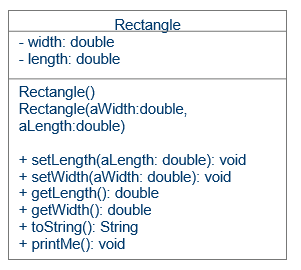 Rectangle
- width: double
- length: double
Rectangle()
Rectangle(aWidth:double,
aLength:double)
+ setLength(aLength: double): void
+ setWidth(aWidth: double): void
+ getLength(): double
+ getWidth(): double
+ toString(): String
+ printMe(): void